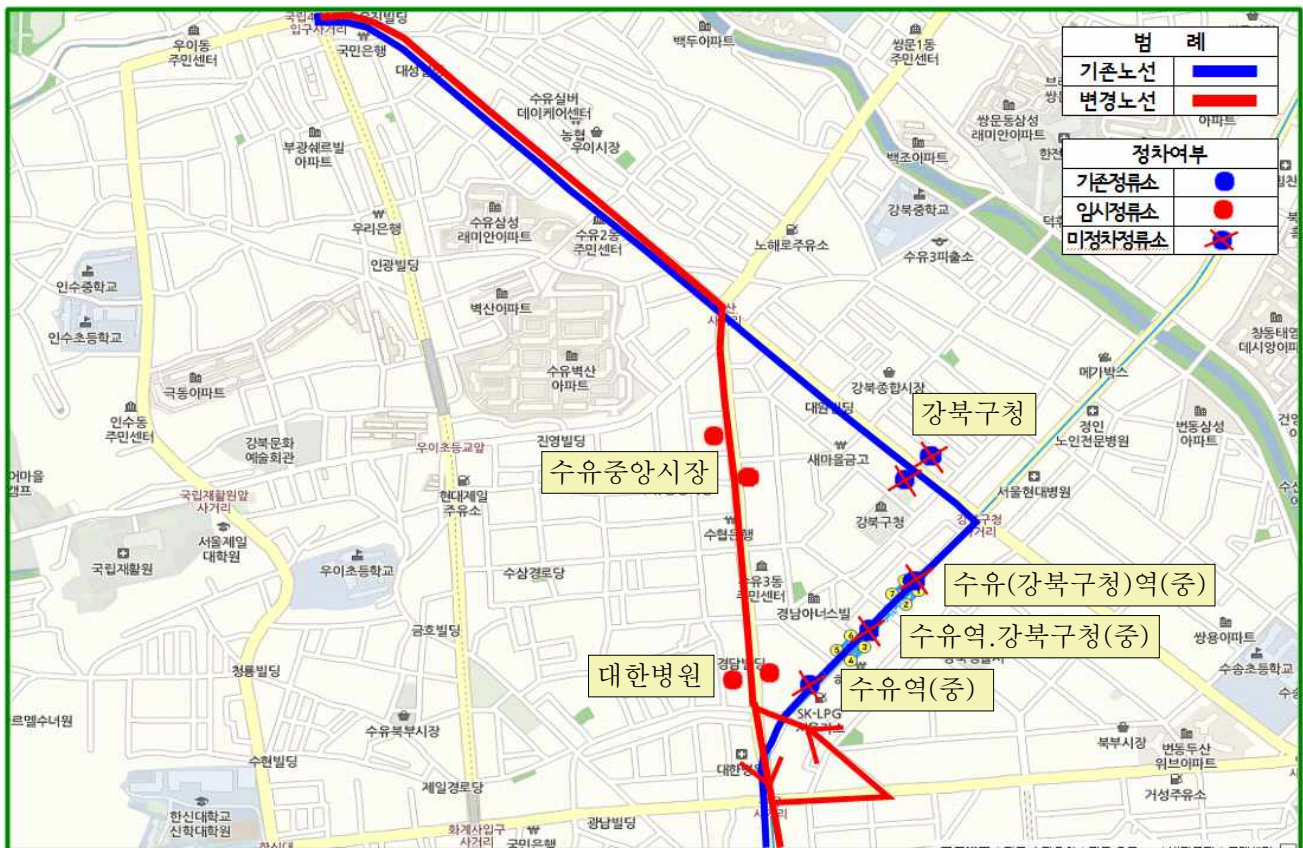 범 례
기존노선
변경노선
정차여부
기존정류소
임시정류소
미정차정류소
입구사거리
국민은행
우이동
주민센터
백두아파트
쌍문1동
주민센터
수유실버
데이케어센터
농협
우이시장
쌍문동삼성
래미안아파트
아파트
부광쉐르빌
아파트
백조아파트
강북중학교
우리은행
수유삼성
래미안아파트
수유2동
주민센터
노해로주유소
수유3파출소
인광빌딩
인수중학교
인수초등학교
벽산아파트
수유벽산
아파트
극동아파트
메가박스
강북종합시장
인수동
주민센터
강북문화
예술회관
우이초등교앞
진영빌딩
강북구청
새마을금고
정인
노인전문병원
번동삼성
아파트
수유중앙시장
현대제일
주유소
국립재활원앞
사거리
서울현대병원
강북구청
수협은행
서울제일
대학원
국립재활원
우이초등학교
수삼경로당
수유3동
주민센터
경남아너스빌
수유(강북구청)역(중)
수유역.강북구청(중)
수유역(중)
금호빌딩
쌍용아파트
수송초등학교
청룡빌딩
대한병원
SK-LPG
르멜수녀원
수유북부시장
수현빌딩
북부시장
번동두산
위브아파트
제일경로당
거성주유소
한신대학교
신학대학원
화계사입구
사거리
국민은행
광남빌딩